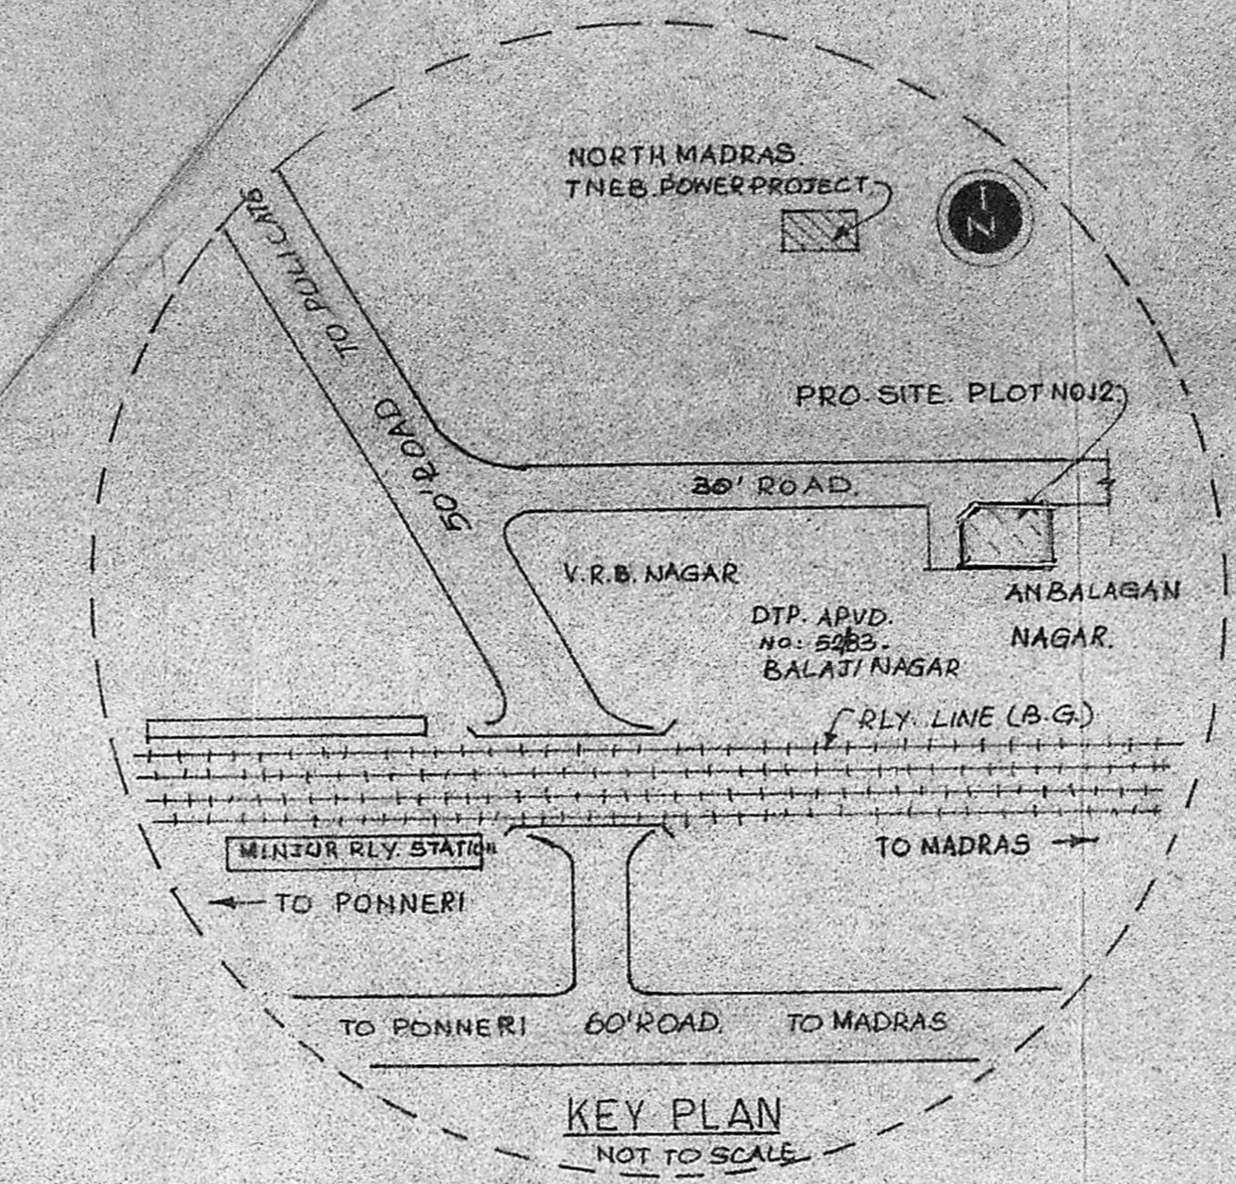 NORTH MADRAS.
TNEB. POWER PROJECT.
N
TO PULLICATE
50' ROAD
PRO. SITE. PLOT NO.12
30' ROAD.
V.R.B. NAGAR
DTP. APVD.
NO: 52/83.
BALAJI NAGAR
ANBALAGAN
NAGAR.
RLY. LINE (B.G.)
MINJUR RLY. STATION
TO MADRAS
TO PONNERI
TO PONNERI 60' ROAD. TO MADRAS
KEY PLAN
NOT TO SCALE